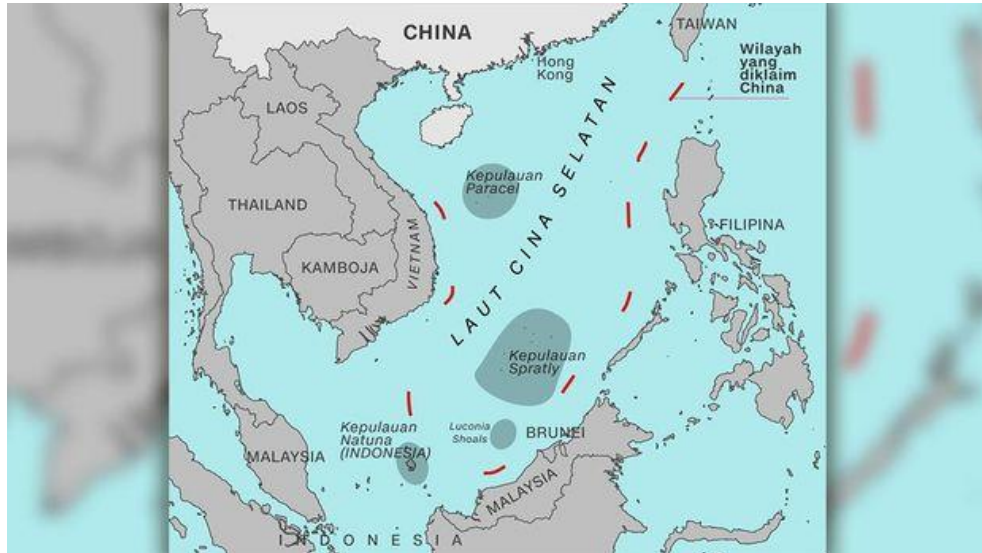 CHINA
TAIWAN
Hong
Kong
Wilayah
yang
diklaim
China
LAOS
LAUT CINA SELATAN
Kepulauan
Paracel
THAILAND
VIETNAM
FILIPINA
KAMBOJA
Kepulauan
Spratly
Kepulauan
Natuna
(INDONESIA)
Luconia
Shoals
BRUNEI
MALAYSIA
MALAYSIA
INDONESIA